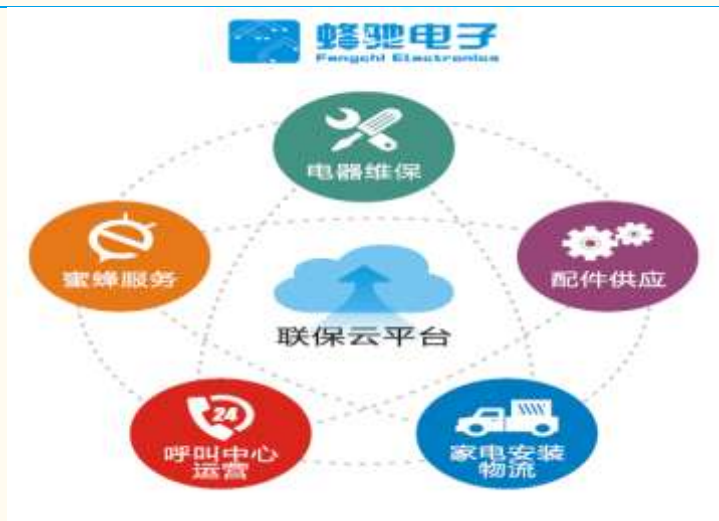 蜂驰电子
Fengchi Electronics
电器维保
蜜蜂服务
配件供应
联保云平台
24
呼叫中心
运营
家电安装
物流